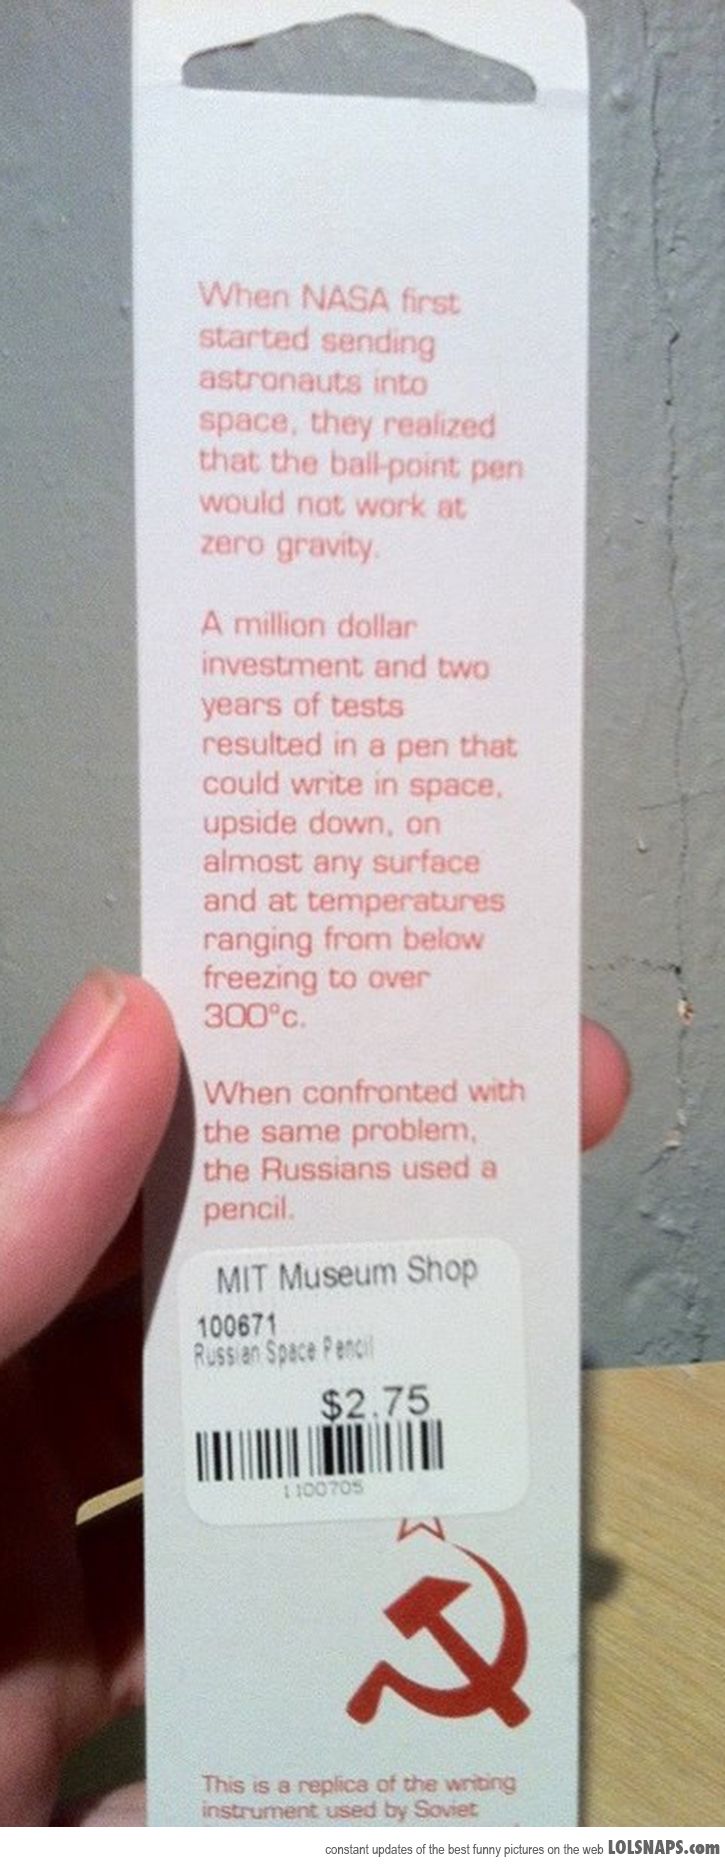 When NASA first
started sending
astronauts into
space, they realized
that the ball-point pen
would not work at
zero gravity.
A million dollar
investment and two
years of tests
resulted in a pen that
could write in space,
upside down, on
almost any surface
and at temperatures
ranging from below
freezing to over
300°c.
When confronted with
the same problem,
the Russians used a
pencil.
MIT Museum Shop
100671
Russian Space Pencil
$2.75
1100705
This is a replica of the writing
instrument used by Soviet
constant updates of the best funny pictures on the web LOLSNAPS.com